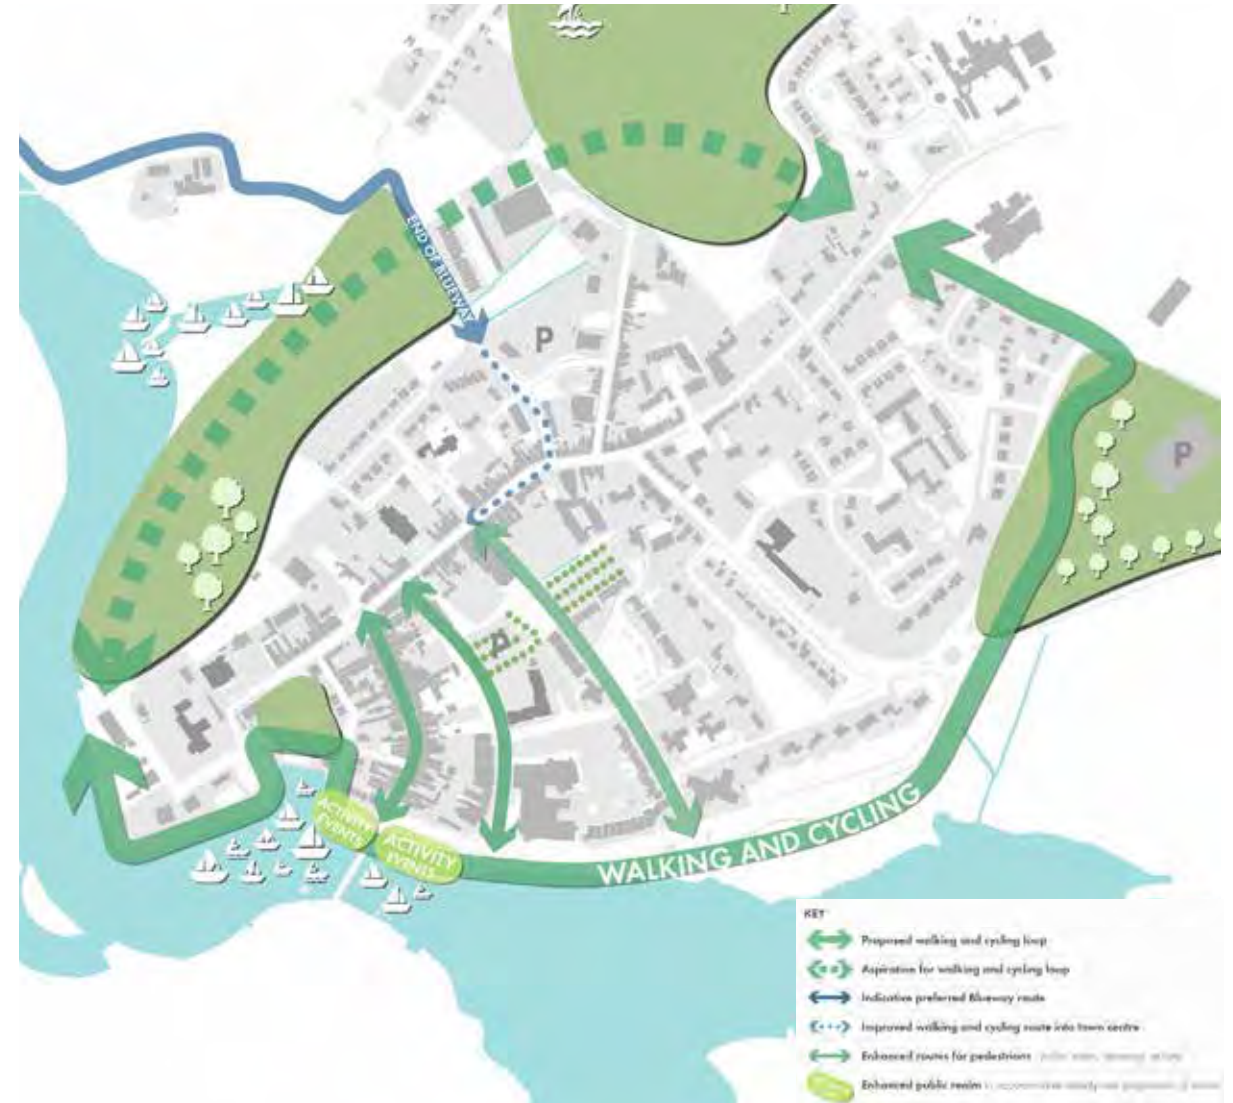 END OF BLUEWAY
P
P
P
ACTIVITY
EVENTS
ACTIVITY
EVENTS
WALKING AND CYCLING
KEY
Proposed walking and cycling loop
Aspiration for walking and cycling loop
Indicative preferred Blueway route
Improved walking and cycling route into town centre
Enhanced routes for pedestrians
Enhanced public realm